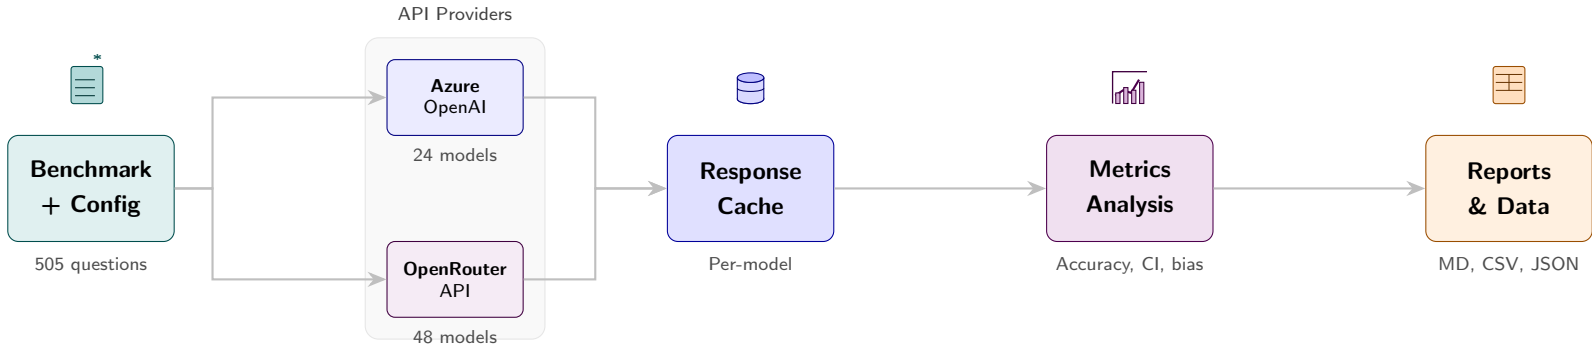 API Providers
*
Azure
OpenAI
24 models
Benchmark
+ Config
505 questions
OpenRouter
API
48 models
Response
Cache
Per-model
Metrics
Analysis
Accuracy, CI, bias
Reports
& Data
MD, CSV, JSON